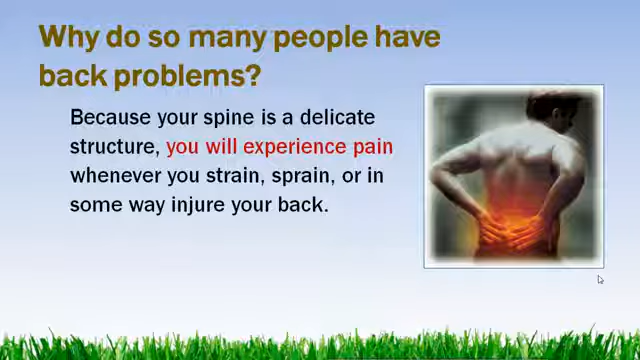 Why do so many people have
back problems?
Because your spine is a delicate
structure, you will experience pain
whenever you strain, sprain, or in
some way injure your back.